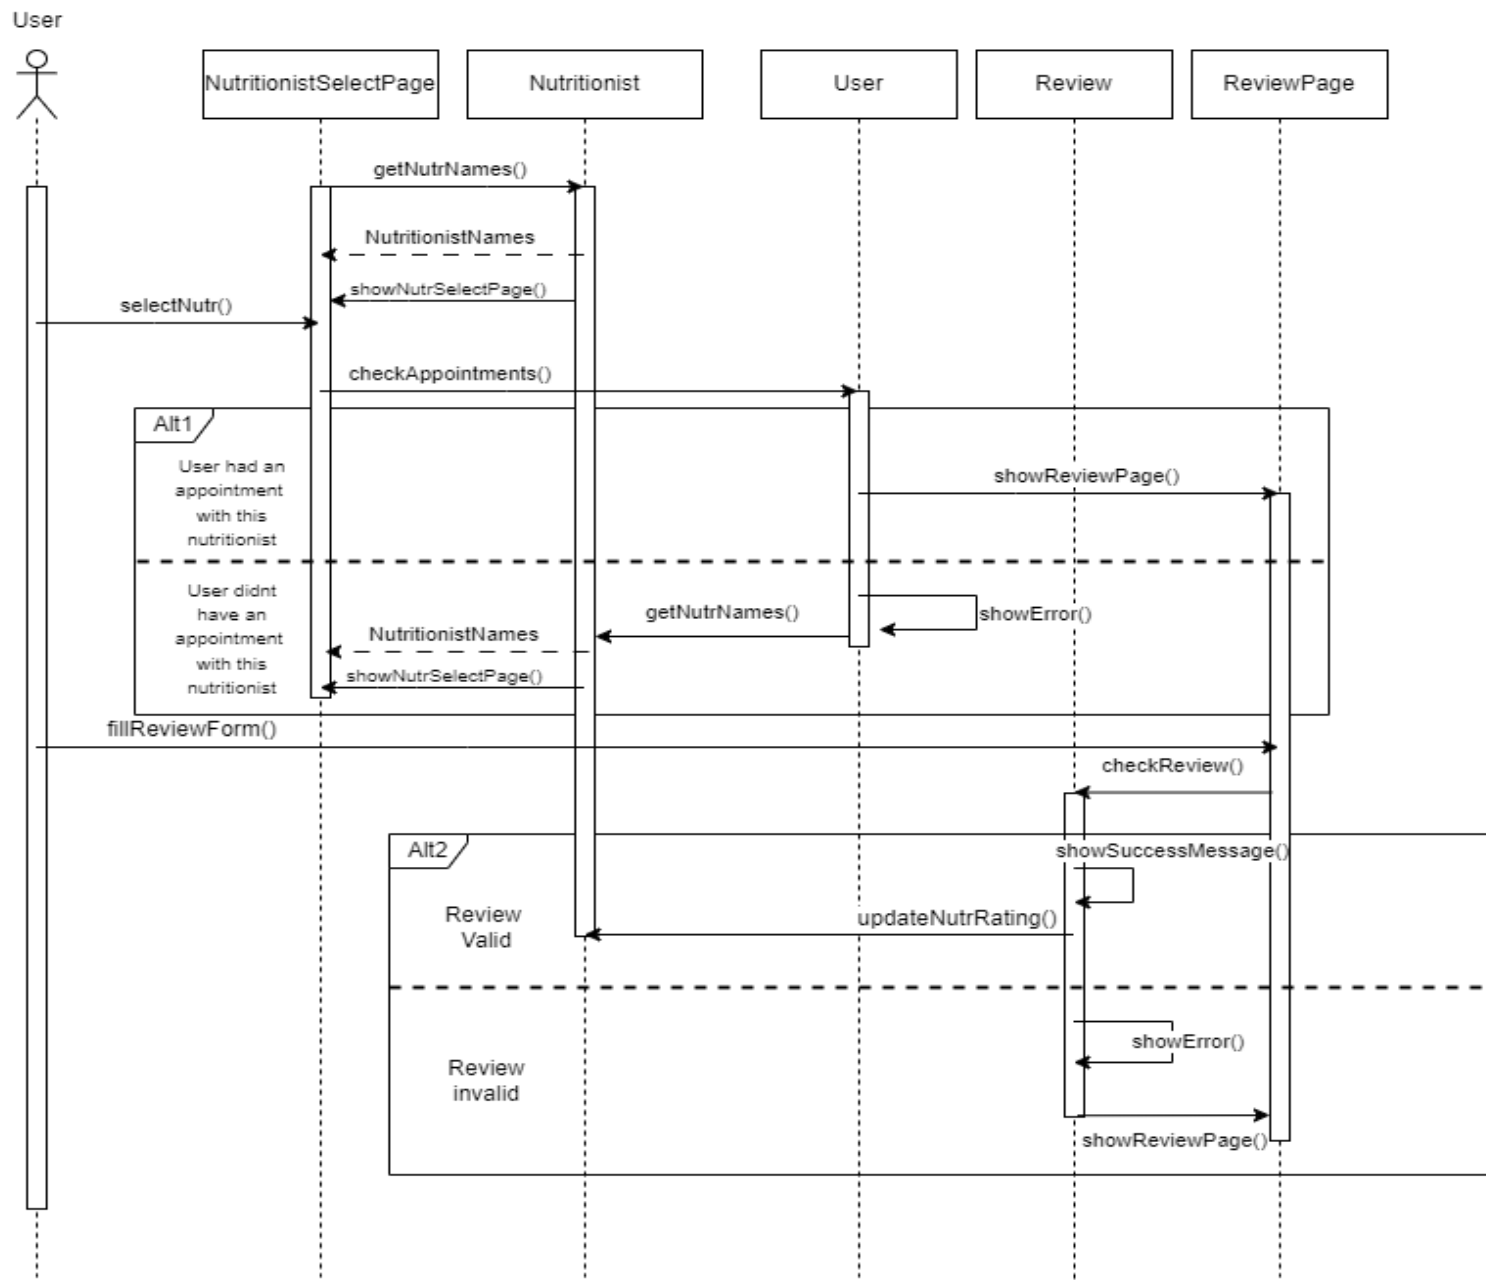 User
NutritionistSelectPage
Nutritionist
User
Review
ReviewPage
getNutrNames()
NutritionistNames
showNutrSelectPage()
selectNutr()
checkAppointments()
Alt1
User had an
appointment
with this
nutritionist
showReviewPage()
User didnt
have an
appointment
with this
nutritionist
showError()
getNutrNames()
NutritionistNames
showNutrSelectPage()
fillReviewForm()
checkReview()
Alt2
showSuccessMessage()
Review
Valid
updateNutrRating()
showError()
Review
invalid
showReviewPage()